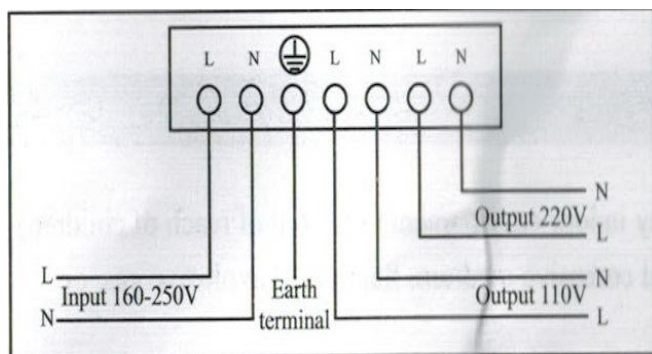 L N L N L N
N
Output 220V
L
L
Input 160-250V
N
Earth
terminal
N
Output 110V
L